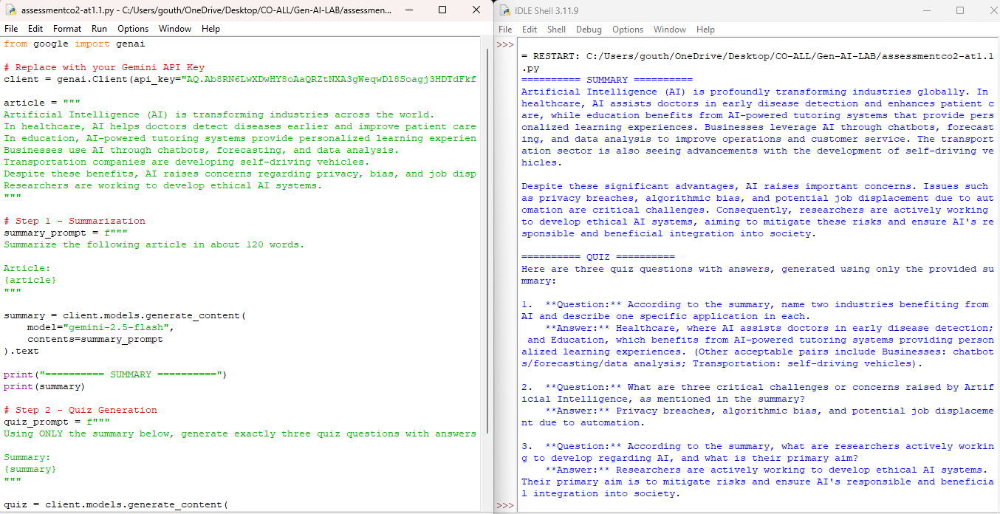 assessmentco2-at1.1.py - C:/Users/gouth/OneDrive/Desktop/CO-ALL/Gen-AI-LAB/assessmen...
File Edit Format Run Options Window Help
from google import genai
# Replace with your Gemini API Key
client = genai.Client(api_key="AQ.Ab8RN6LwXDwHY8oAaQRZtNXA3gWeqwDl8Soagj3HDTdFkf
article = """
Artificial Intelligence (AI) is transforming industries across the world.
In healthcare, AI helps doctors detect diseases earlier and improve patient care
In education, AI-powered tutoring systems provide personalized learning experien
Businesses use AI through chatbots, forecasting, and data analysis.
Transportation companies are developing self-driving vehicles.
Despite these benefits, AI raises concerns regarding privacy, bias, and job disp
Researchers are working to develop ethical AI systems.
"""
# Step 1 - Summarization
summary_prompt = f"""
Summarize the following article in about 120 words.
Article:
{article}
"""
summary = client.models.generate_content(
    model="gemini-2.5-flash",
    contents=summary_prompt
).text
print("========== SUMMARY ==========")
print(summary)
# Step 2 - Quiz Generation
quiz_prompt = f"""
Using ONLY the summary below, generate exactly three quiz questions with answers
Summary:
{summary}
"""
quiz = client.models.generate_content(
IDLE Shell 3.11.9
File Edit Shell Debug Options Window Help
>>>
= RESTART: C:/Users/gouth/OneDrive/Desktop/CO-ALL/Gen-AI-LAB/assessmentco2-at1.1
.py
========== SUMMARY ==========
Artificial Intelligence (AI) is profoundly transforming industries globally. In
healthcare, AI assists doctors in early disease detection and enhances patient c
are, while education benefits from AI-powered tutoring systems that provide pers
onalized learning experiences. Businesses leverage AI through chatbots, forecast
ing, and data analysis to improve operations and customer service. The transport
ation sector is also seeing advancements with the development of self-driving ve
hicles.
Despite these significant advantages, AI raises important concerns. Issues such
as privacy breaches, algorithmic bias, and potential job displacement due to aut
omation are critical challenges. Consequently, researchers are actively working
to develop ethical AI systems, aiming to mitigate these risks and ensure AI's re
sponsible and beneficial integration into society.
========== QUIZ ==========
Here are three quiz questions with answers, generated using only the provided su
mmary:
1.  **Question:** According to the summary, name two industries benefiting from
AI and describe one specific application in each.
    **Answer:** Healthcare, where AI assists doctors in early disease detection;
 and Education, which benefits from AI-powered tutoring systems providing person
alized learning experiences. (Other acceptable pairs include Businesses: chatbot
s/forecasting/data analysis; Transportation: self-driving vehicles).
2.  **Question:** What are three critical challenges or concerns raised by Artif
icial Intelligence, as mentioned in the summary?
    **Answer:** Privacy breaches, algorithmic bias, and potential job displaceme
nt due to automation.
3.  **Question:** According to the summary, what are researchers actively workin
g to develop regarding AI, and what is their primary aim?
    **Answer:** Researchers are actively working to develop ethical AI systems.
Their primary aim is to mitigate risks and ensure AI's responsible and beneficia
l integration into society.
>>>